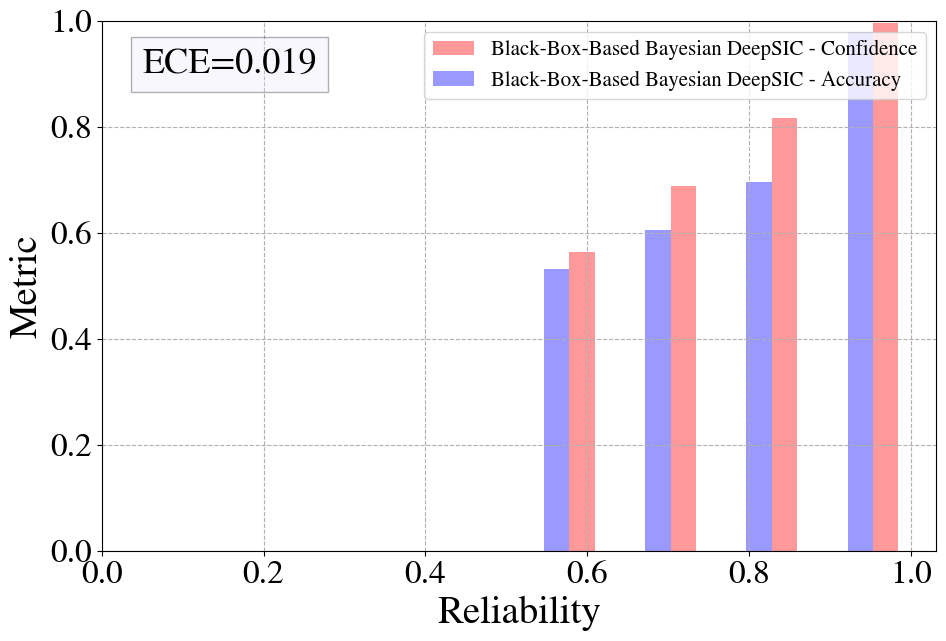 ECE=0.019
Black-Box-Based Bayesian DeepSIC - Confidence
Black-Box-Based Bayesian DeepSIC - Accuracy
Metric
1.0
0.8
0.6
0.4
0.2
0.0
0.0 0.2 0.4 0.6 0.8 1.0
Reliability